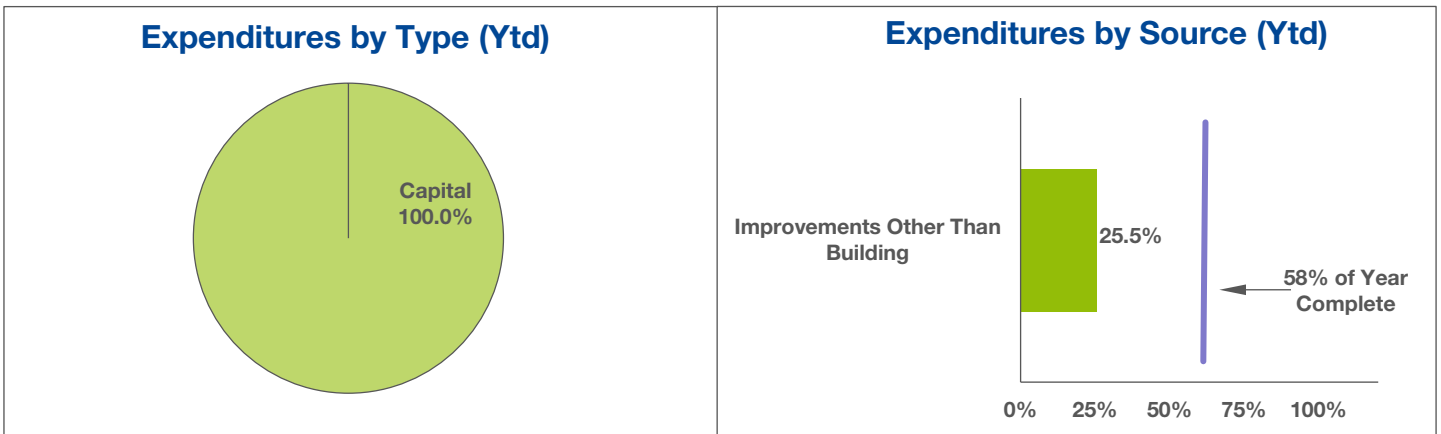 Expenditures by Type (Ytd)
Capital
100.0%
Expenditures by Source (Ytd)
Improvements Other Than
Building
25.5%
58% of Year
Complete
0% 25% 50% 75% 100%